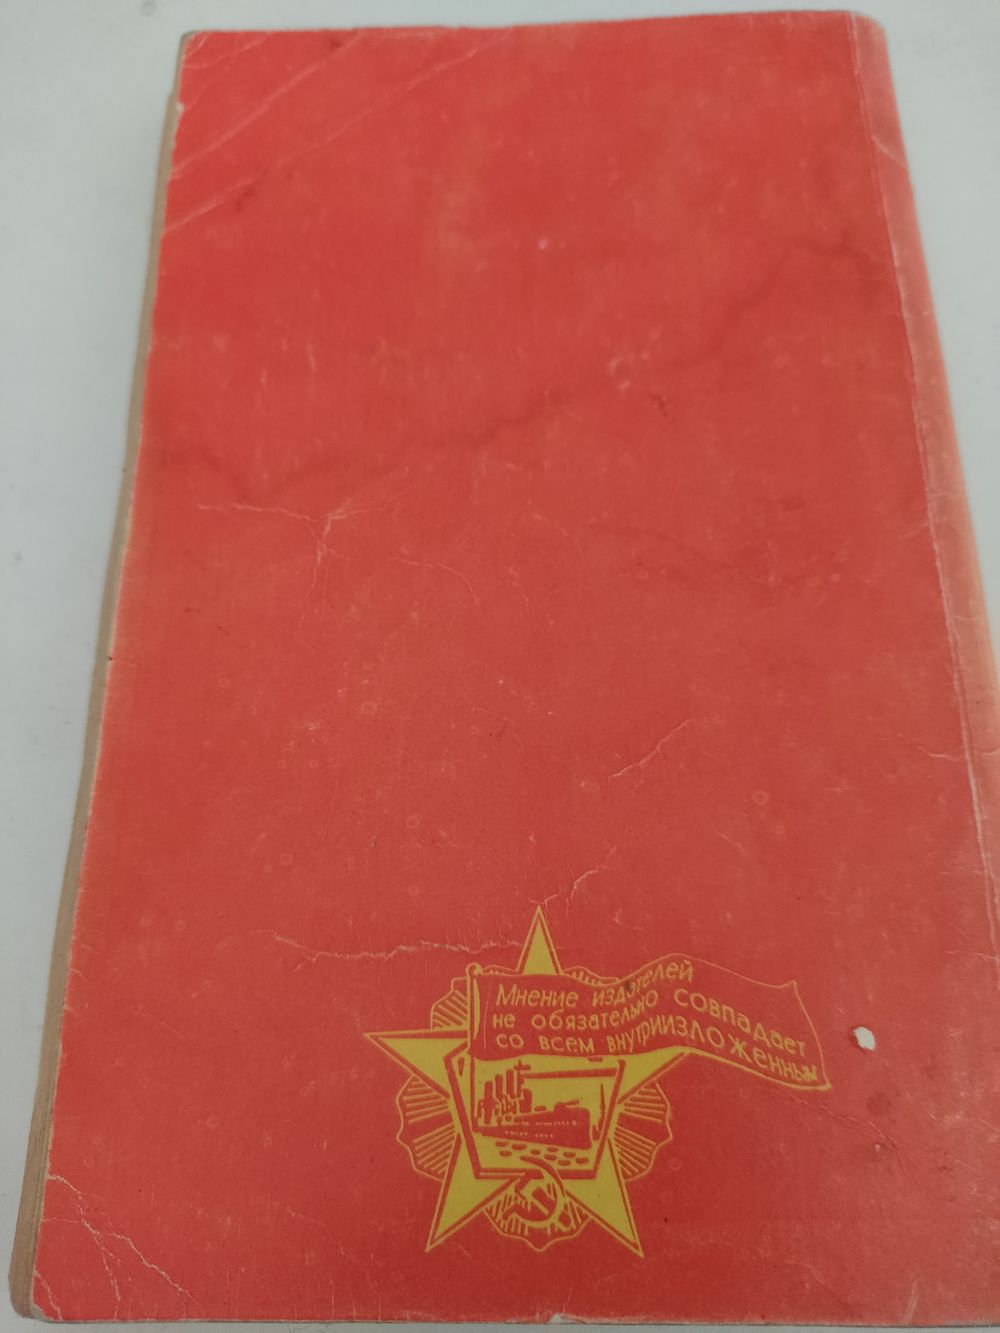 Мнение издателей
не обязательно совпадает
со всем внутриизложенным